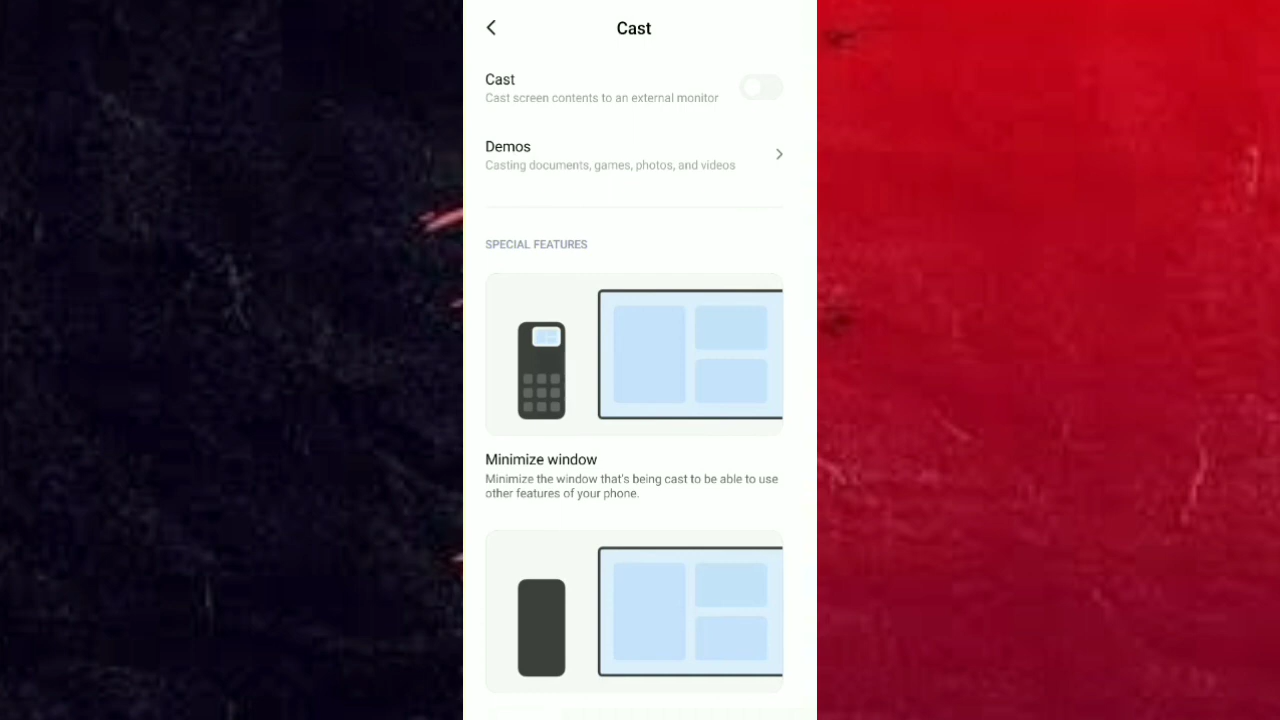 Cast
Cast
Cast screen contents to an external monitor
Demos
Casting documents, games, photos, and videos
SPECIAL FEATURES
Minimize window
Minimize the window that's being cast to be able to use
other features of your phone.